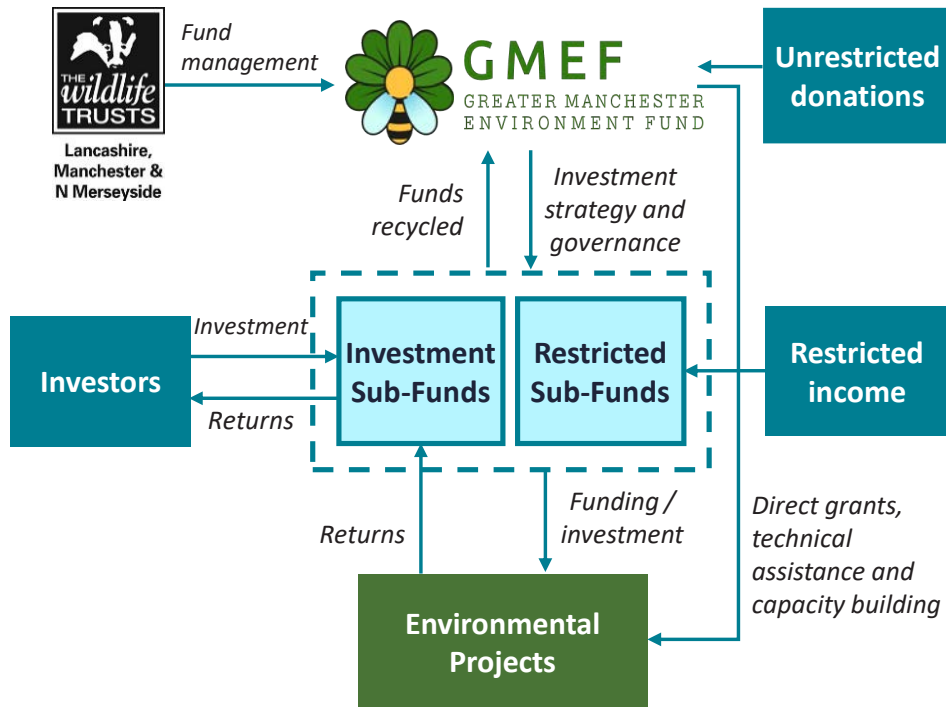 THE
wildlife
TRUSTS
Lancashire,
Manchester &
N Merseyside
Fund
management
GMEF
GREATER MANCHESTER
ENVIRONMENT FUND
Unrestricted
donations
Funds
recycled
Investment
strategy and
governance
Investors
Investment
Returns
Investment
Sub-Funds
Restricted
Sub-Funds
Restricted
income
Returns
Funding /
investment
Direct grants,
technical
assistance and
capacity building
Environmental
Projects